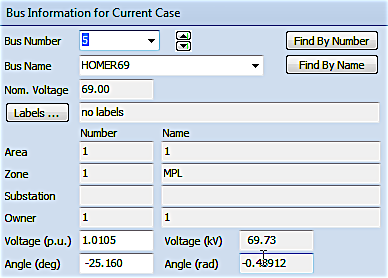 Bus Information for Current Case
Bus Number 5 Find By Number
Bus Name HOMER69 Find By Name
Nom. Voltage 69.00
Labels ... no labels
Number Name
Area 1 1
Zone 1 MPL
Substation
Owner 1 1
Voltage (p.u.) 1.0105 Voltage (kV) 69.73
Angle (deg) -25.160 Angle (rad) -0.43912